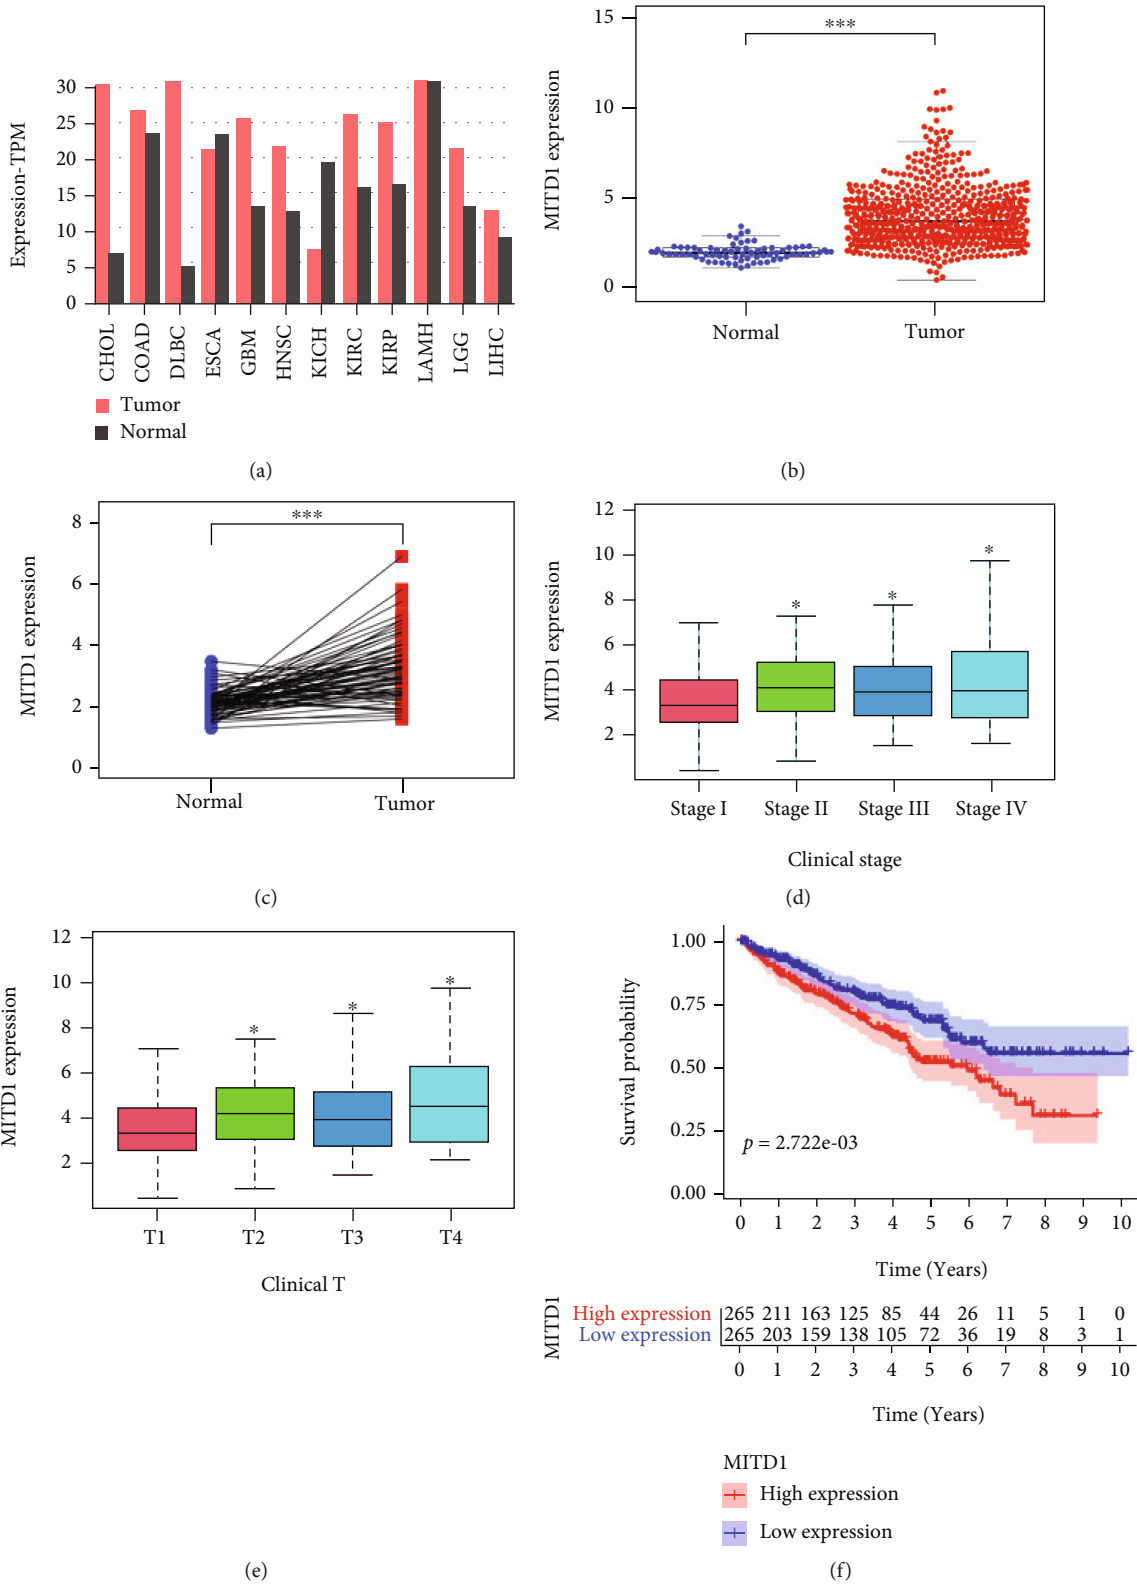 Expression-TPM
30
25
20
15
10
5
0
CHOL
COAD
DLBC
ESCA
GBM
HNSC
KICH
KIRC
KIRP
LAMH
LGG
LIHC
Tumor
Normal
(a)
MITD1 expression
15
10
5
0
***
Normal
Tumor
(b)
MITD1 expression
8
6
4
2
0
***
Normal
Tumor
(c)
MITD1 expression
12
10
8
6
4
2
*
*
*
Stage I
Stage II
Stage III
Stage IV
Clinical stage
(d)
MITD1 expression
12
10
8
6
4
2
*
*
*
T1
T2
T3
T4
Clinical T
(e)
Survival probability
1.00
0.75
0.50
0.25
0.00
p = 2.722e-03
0 1 2 3 4 5 6 7 8 9 10
Time (Years)
MITD1
High expression 265 211 163 125 85 44 26 11 5 1 0
Low expression 265 203 159 138 105 72 36 19 8 3 1
0 1 2 3 4 5 6 7 8 9 10
Time (Years)
MITD1
High expression
Low expression
(f)